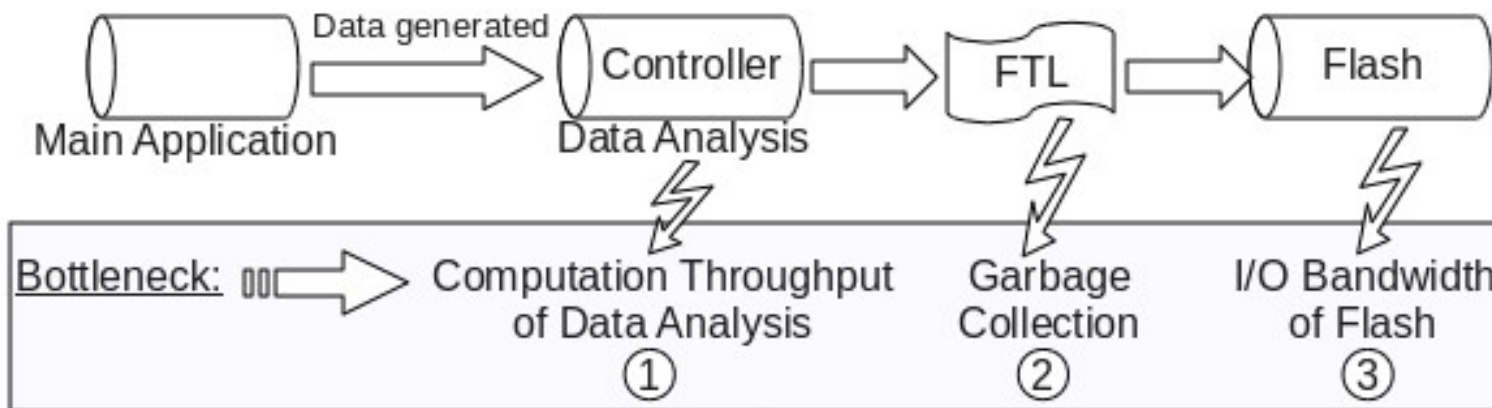 Data generated
Controller
FTL
Flash
Main Application
Data Analysis
Bottleneck:
Computation Throughput
of Data Analysis
①
Garbage
Collection
②
I/O Bandwidth
of Flash
③